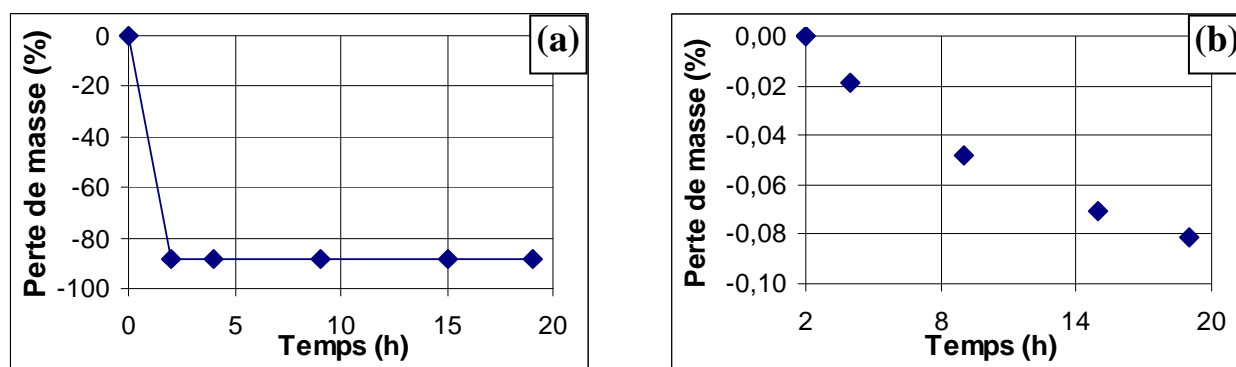 (a)
Perte de masse (%)
0
-20
-40
-60
-80
-100
0 5 10 15 20
Temps (h)
(b)
Perte de masse (%)
0,00
-0,02
-0,04
-0,06
-0,08
-0,10
2 8 14 20
Temps (h)